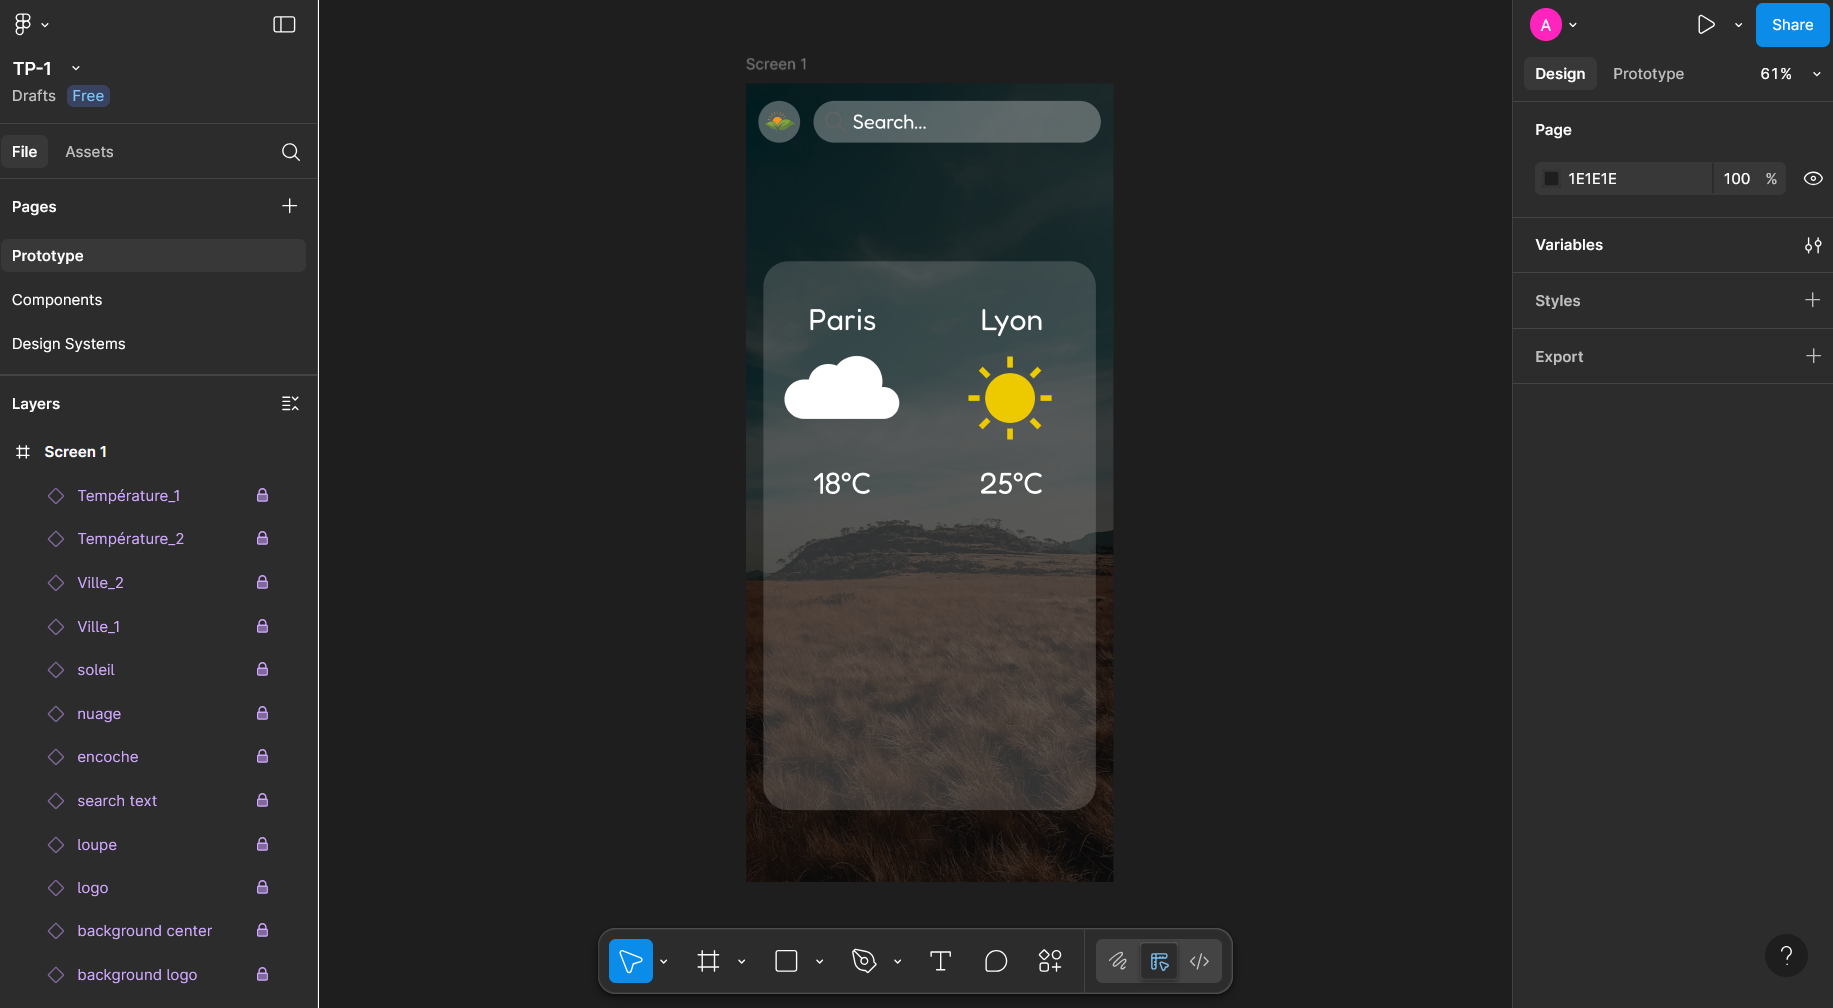 TP-1
Drafts Free
File Assets
Pages
Prototype
Components
Design Systems
Layers
Screen 1
Température_1
Température_2
Ville_2
Ville_1
soleil
nuage
encoche
search text
loupe
logo
background center
background logo
Screen 1
Search...
Paris Lyon
18°C 25°C
A
Share
Design Prototype 61%
Page
1E1E1E 100 %
Variables
Styles
Export
?